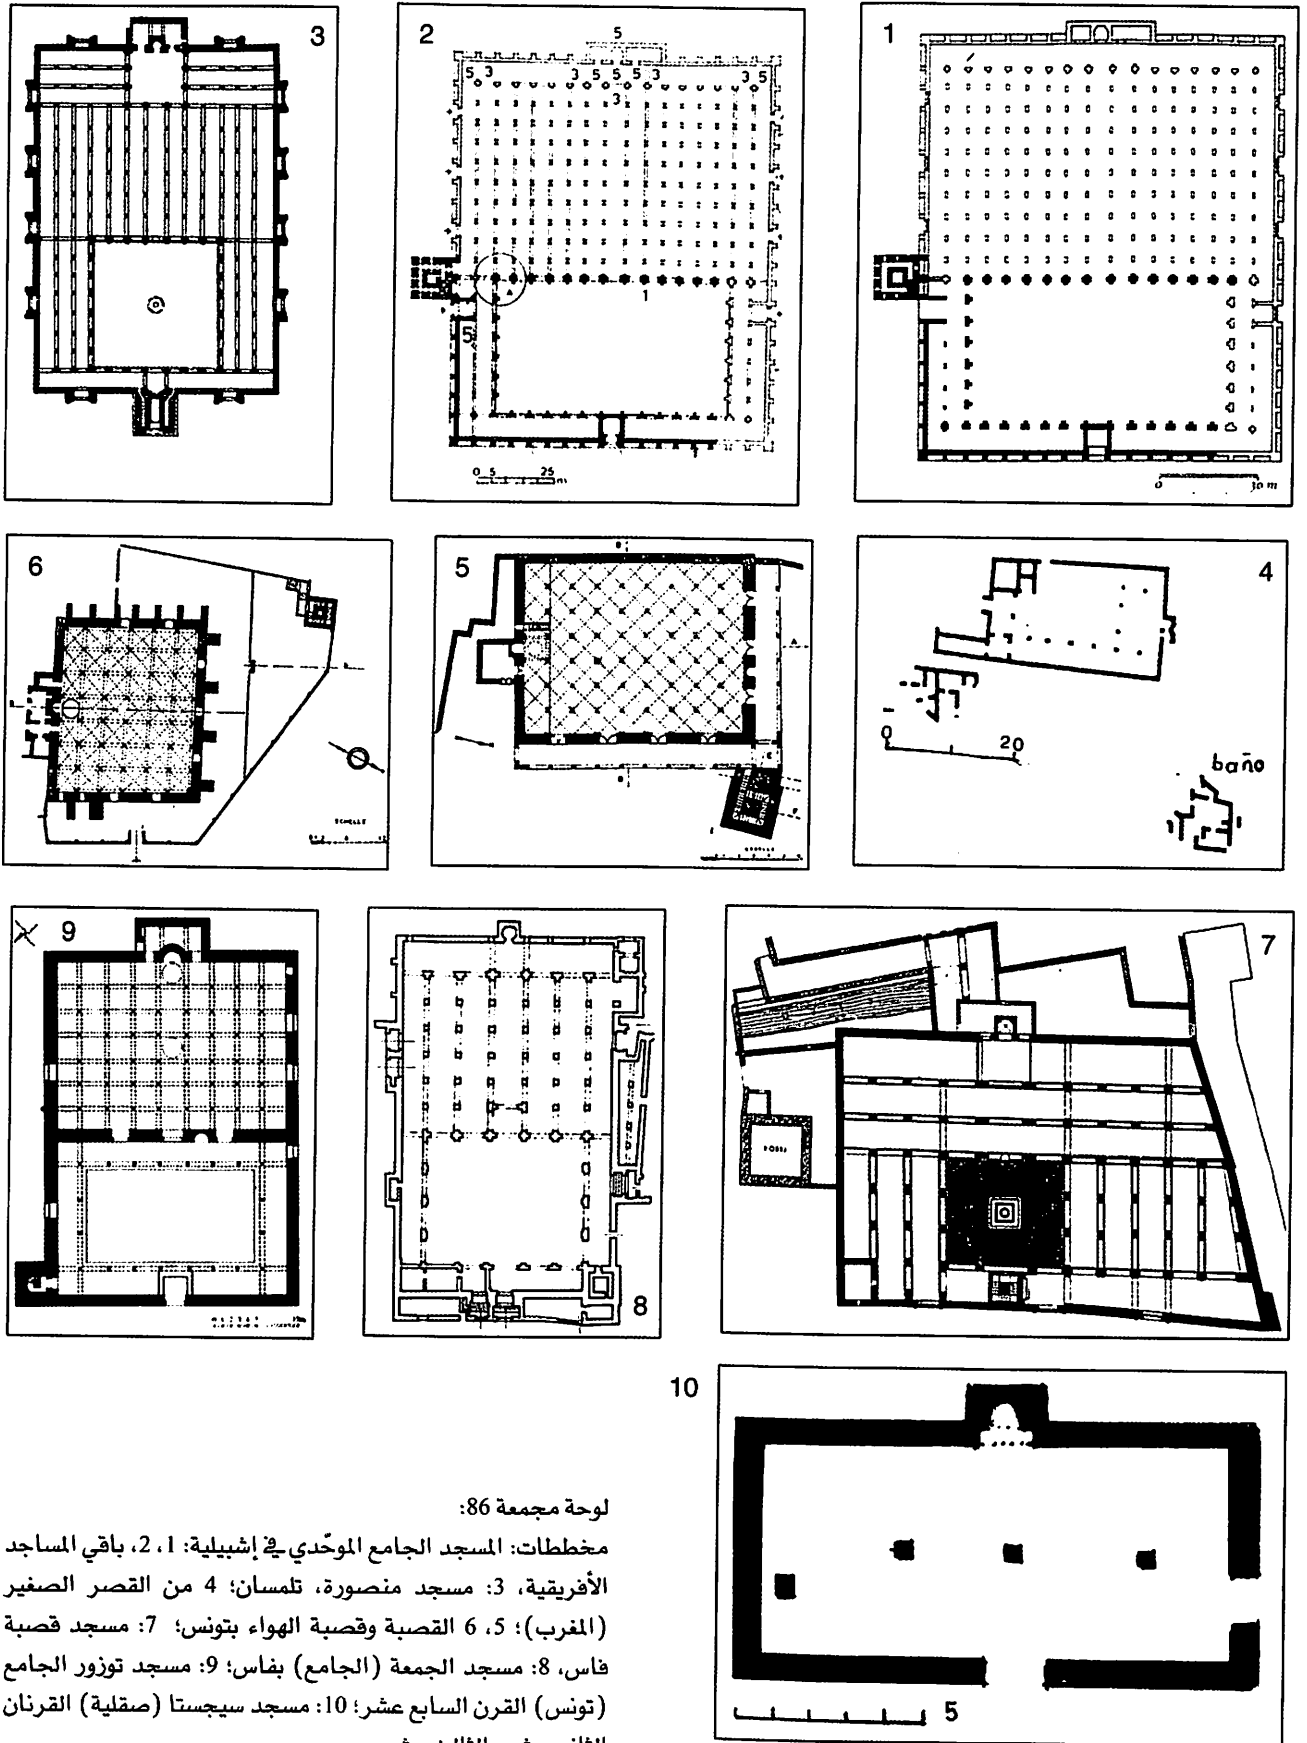 3
2
1
5
5 3
3 5 5 5 3
3 5
3
1
5
0 5 25
m
0 30 m
6
5
4
0 20
baño
ECHELLE
9
8
7
10
5
لوحة مجمعة 86:
مخططات: المسجد الجامع الموحّدي في إشبيلية: 1، 2، باقي المساجد
الأفريقية، 3: مسجد منصورة، تلمسان؛ 4 من القصر الصغير
(المغرب)؛ 5، 6 القصبة وقصبة الهواء بتونس؛ 7: مسجد قصبة
فاس، 8: مسجد الجمعة (الجامع) بفاس؛ 9: مسجد توزور الجامع
(تونس) القرن السابع عشر؛ 10: مسجد سيجستا (صقلية) القرنان